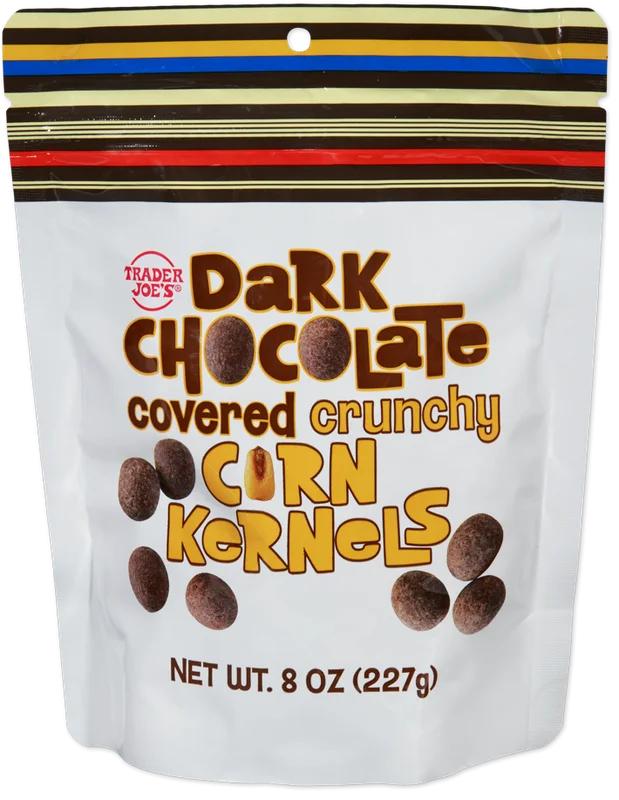 TRADER
JOE'S®
DaRK
CHOCOLaTe
covered crunchy
CORN
KeRNeLS
NET WT. 8 OZ (227g)